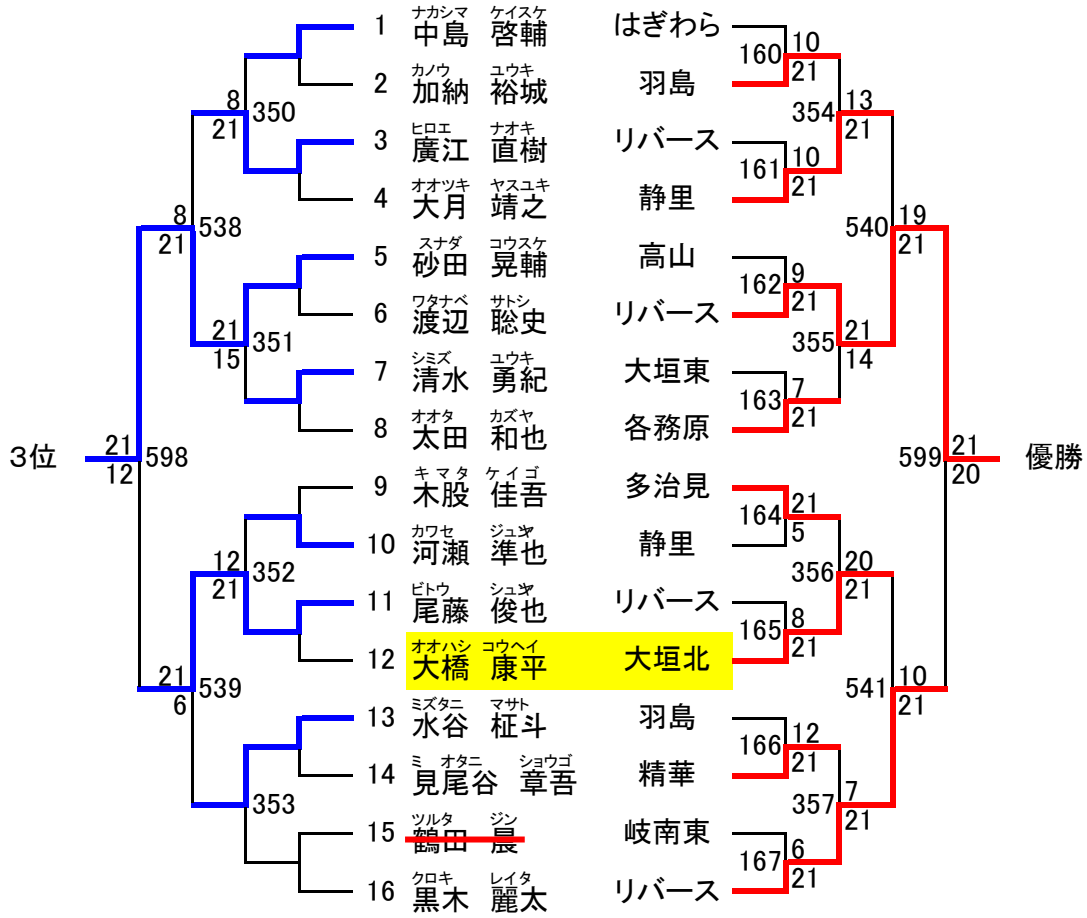 ナカシマ ケイスケ
1 中島 啓輔 はぎわら
160 10
21
カノウ ユウキ
2 加納 裕城 羽島
8 350 354 13
21 21
ヒロエ ナオキ
3 廣江 直樹 リバース
161 10
21
オオツキ ヤスユキ
4 大月 靖之 静里
8 538 540 19
21 21
スナダ コウスケ
5 砂田 晃輔 高山
162 9
21
ワタナベ サトシ
6 渡辺 聡史 リバース
21 351 355 21
15 14
シミズ ユウキ
7 清水 勇紀 大垣東
163 7
21
オオタ カズヤ
8 太田 和也 各務原
3位 21 598 599 21 優勝
12 20
キマタ ケイゴ
9 木股 佳吾 多治見
164 21
5
カワセ ジュンヤ
10 河瀬 準也 静里
12 352 356 20
21 21
ビトウ シュンヤ
11 尾藤 俊也 リバース
165 8
21
オオハシ コウヘイ
12 大橋 康平 大垣北
21 539 541 10
6 21
ミズタニ マサト
13 水谷 柾斗 羽島
166 12
21
ミオタニ ショウゴ
14 見尾谷 章吾 精華
353 357 7
21
ツルタ ジン
15 鶴田 晨 岐南東
167 6
21
クロキ レイタ
16 黒木 麗太 リバース